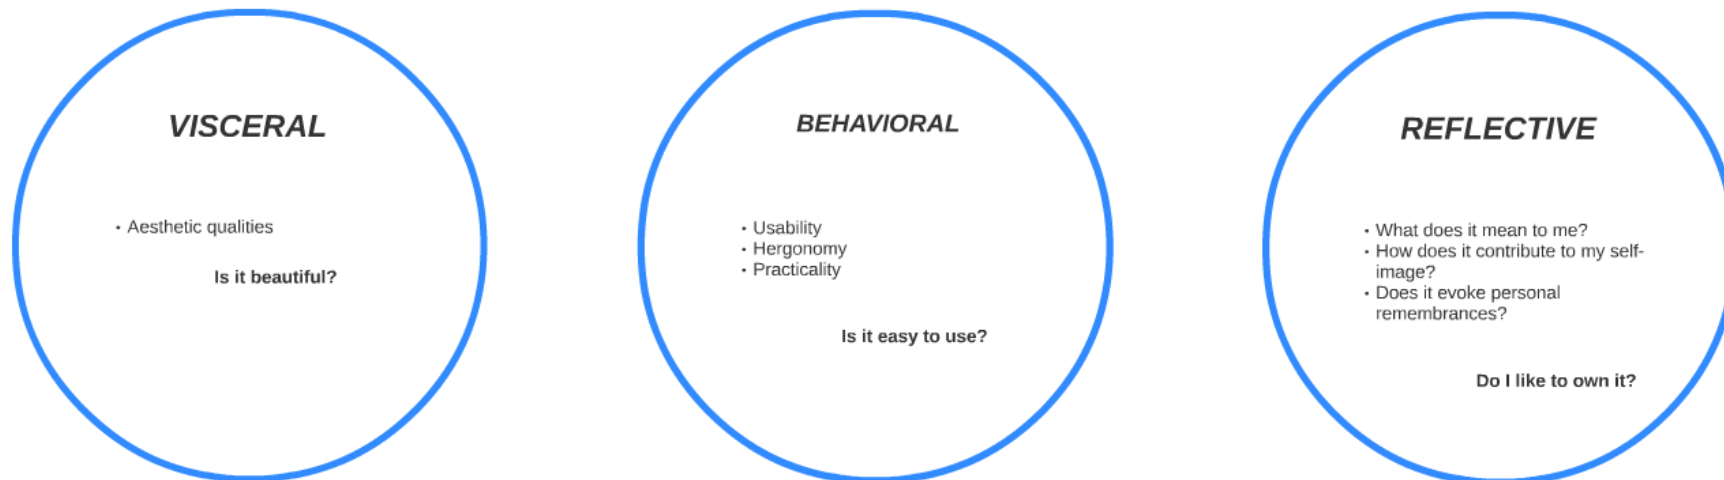 VISCERAL
• Aesthetic qualities
Is it beautiful?
BEHAVIORAL
• Usability
• Hergonomy
• Practicality
Is it easy to use?
REFLECTIVE
• What does it mean to me?
• How does it contribute to my self-
image?
• Does it evoke personal
remembrances?
Do I like to own it?